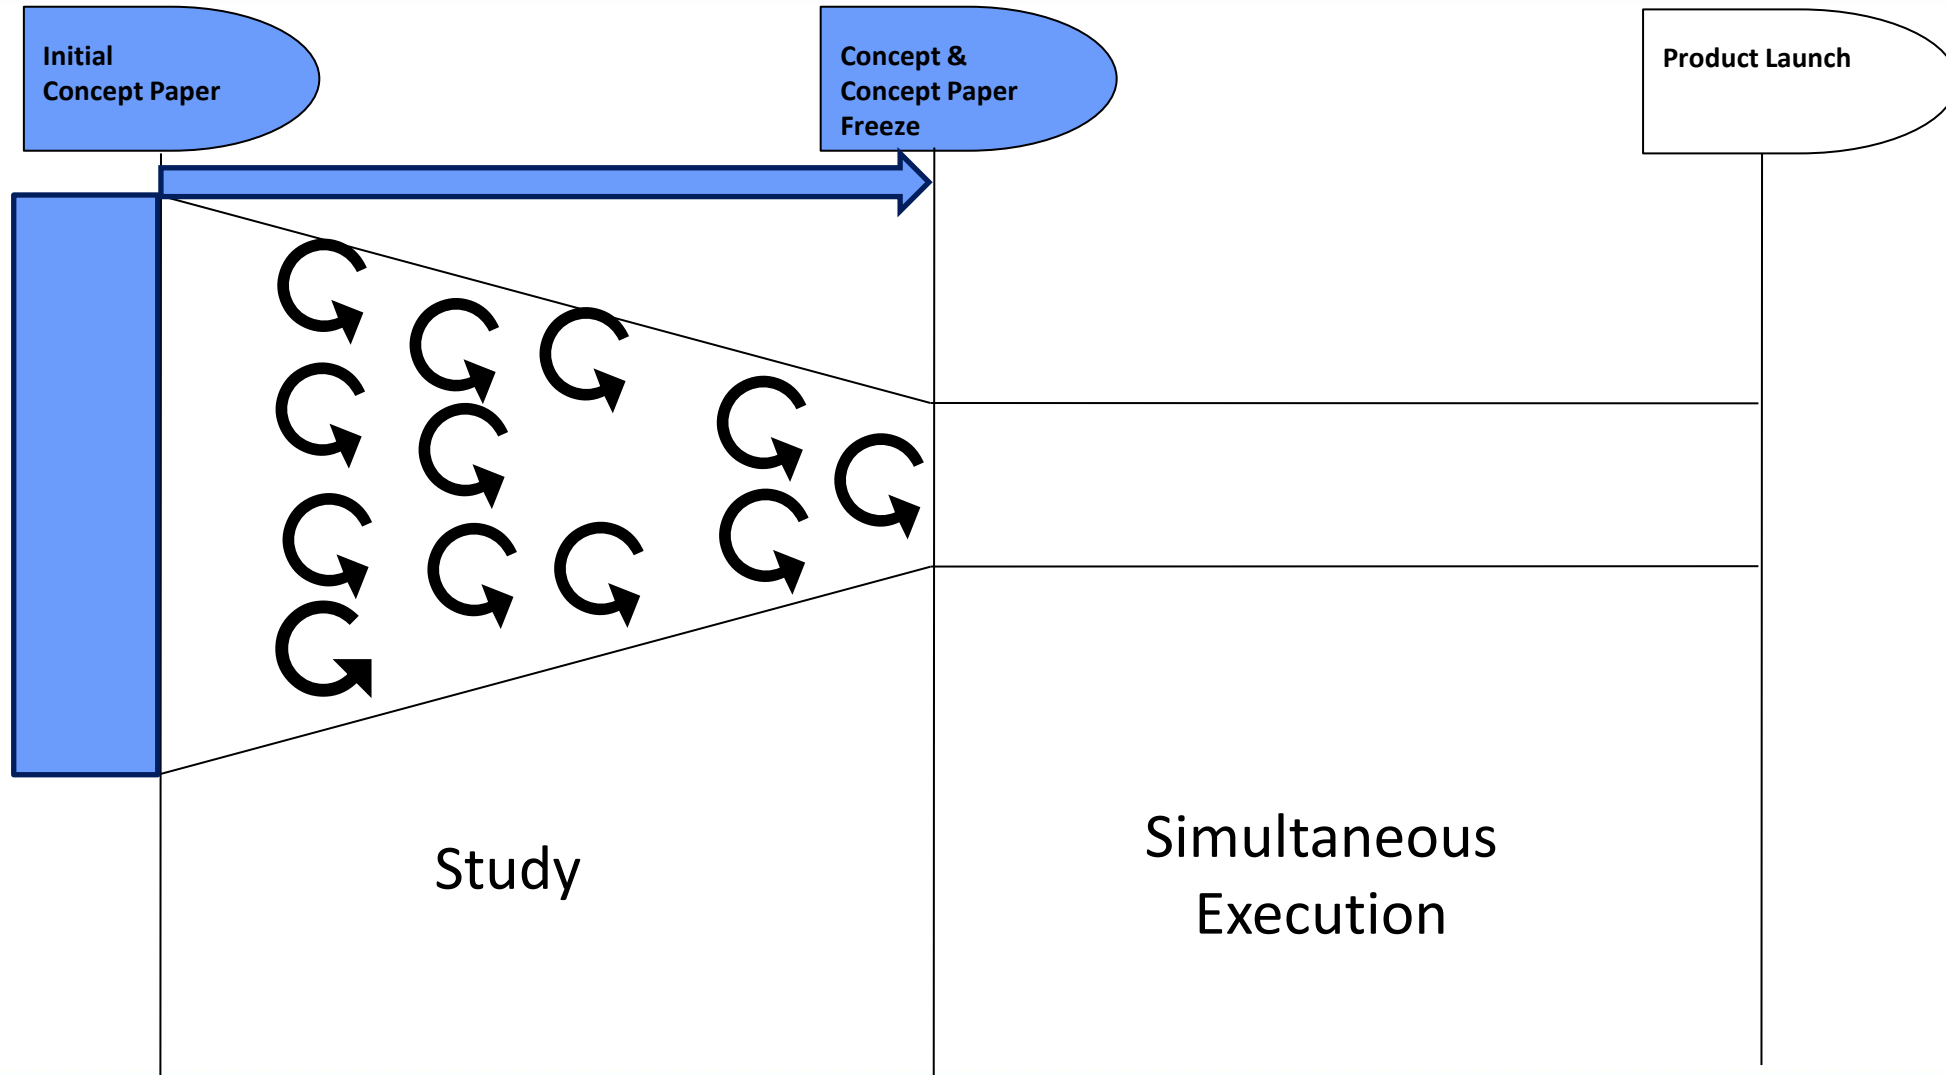 Initial
Concept Paper
Concept &
Concept Paper
Freeze
Product Launch
Study
Simultaneous
Execution